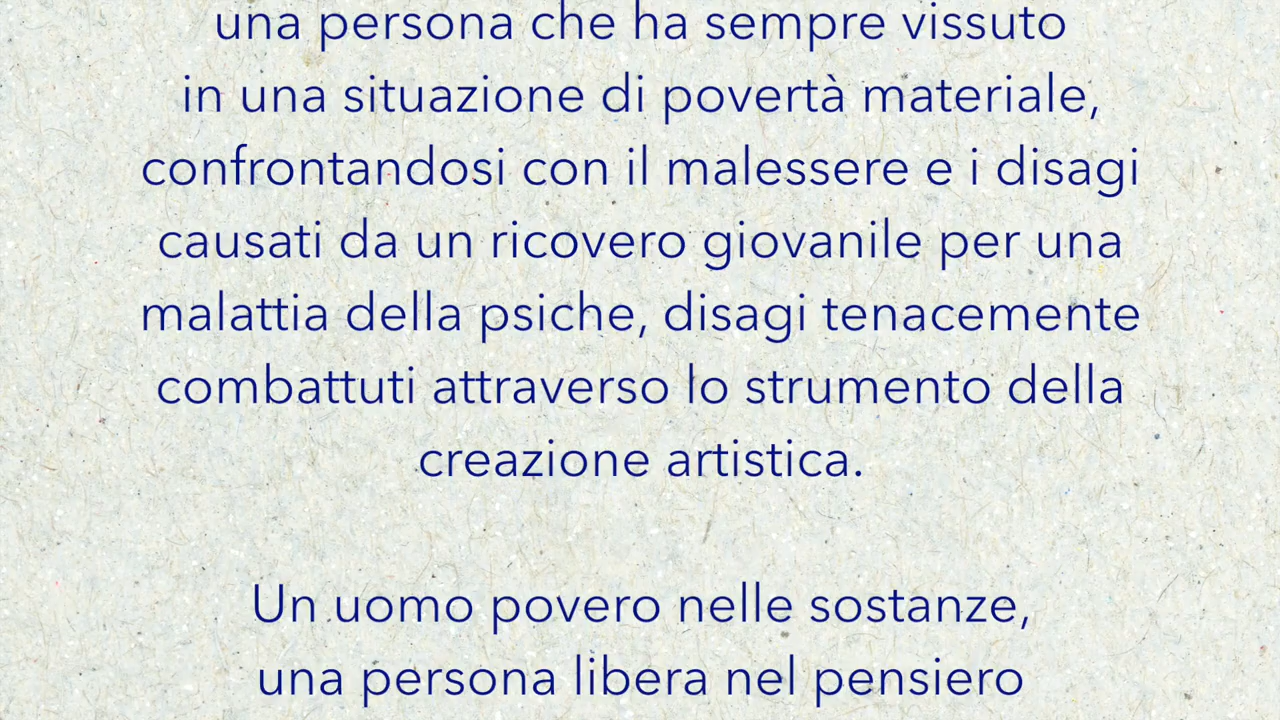 una persona che ha sempre vissuto
in una situazione di povertà materiale,
confrontandosi con il malessere e i disagi
causati da un ricovero giovanile per una
malattia della psiche, disagi tenacemente
combattuti attraverso lo strumento della
creazione artistica.
Un uomo povero nelle sostanze,
una persona libera nel pensiero